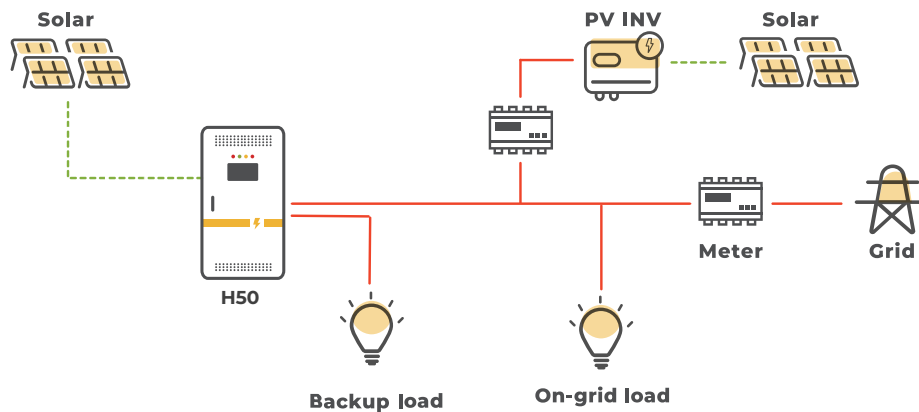 Solar
PV INV
Solar
H50
Meter
Grid
Backup load
On-grid load